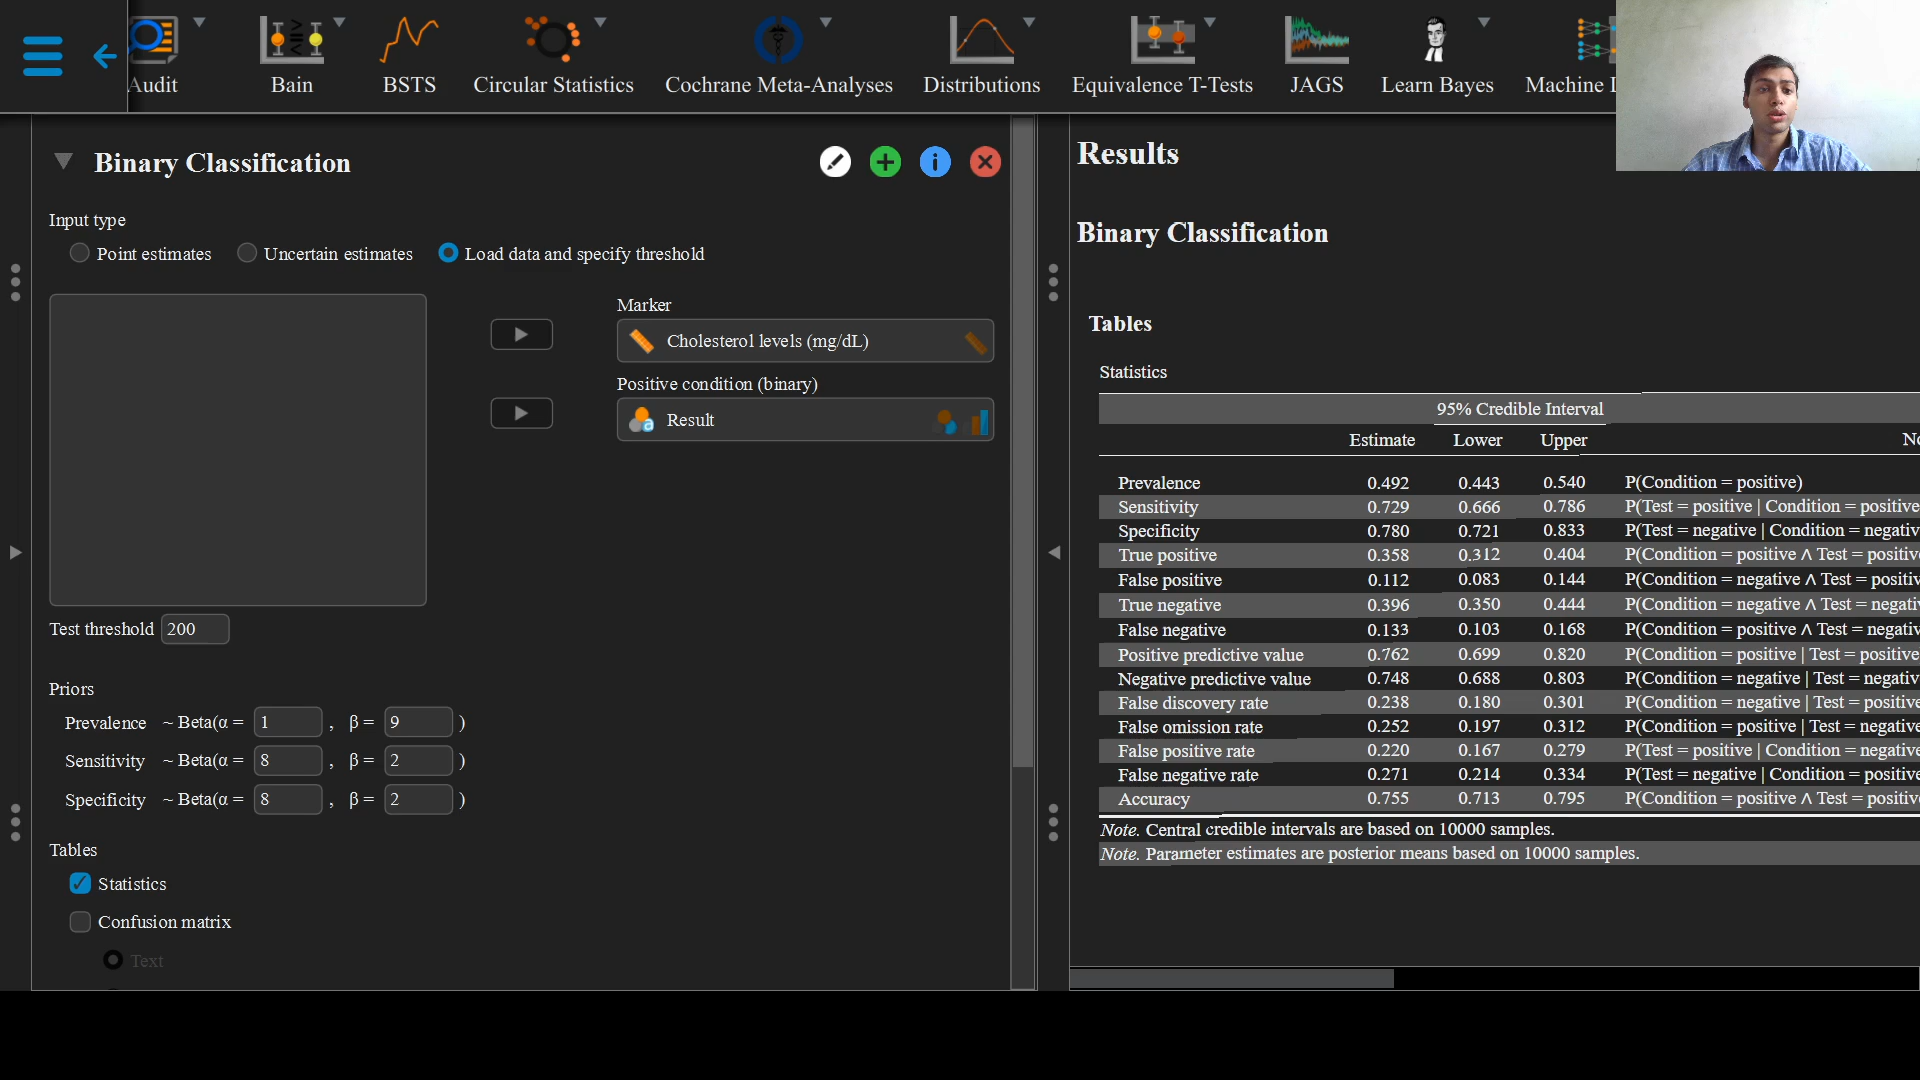 Audit
Bain
BSTS
Circular Statistics
Cochrane Meta-Analyses
Distributions
Equivalence T-Tests
JAGS
Learn Bayes
Machine
Binary Classification
Input type
Point estimates
Uncertain estimates
Load data and specify threshold
Marker
Cholesterol levels (mg/dL)
Positive condition (binary)
Result
Test threshold 200
Priors
Prevalence ~ Beta(α = 1 , β = 9 )
Sensitivity ~ Beta(α = 8 , β = 2 )
Specificity ~ Beta(α = 8 , β = 2 )
Tables
Statistics
Confusion matrix
Text
Results
Binary Classification
Tables
Statistics
95% Credible Interval
Estimate Lower Upper
Prevalence 0.492 0.443 0.540 P(Condition = positive)
Sensitivity 0.729 0.666 0.786 P(Test = positive | Condition = positive
Specificity 0.780 0.721 0.833 P(Test = negative | Condition = negativ
True positive 0.358 0.312 0.404 P(Condition = positive ∧ Test = positiv
False positive 0.112 0.083 0.144 P(Condition = negative ∧ Test = positiv
True negative 0.396 0.350 0.444 P(Condition = negative ∧ Test = negati
False negative 0.133 0.103 0.168 P(Condition = positive ∧ Test = negativ
Positive predictive value 0.762 0.699 0.820 P(Condition = positive | Test = positive
Negative predictive value 0.748 0.688 0.803 P(Condition = negative | Test = negativ
False discovery rate 0.238 0.180 0.301 P(Condition = negative | Test = positive
False omission rate 0.252 0.197 0.312 P(Condition = positive | Test = negative
False positive rate 0.220 0.167 0.279 P(Test = positive | Condition = negative
False negative rate 0.271 0.214 0.334 P(Test = negative | Condition = positive
Accuracy 0.755 0.713 0.795 P(Condition = positive ∧ Test = positive
Note. Central credible intervals are based on 10000 samples.
Note. Parameter estimates are posterior means based on 10000 samples.